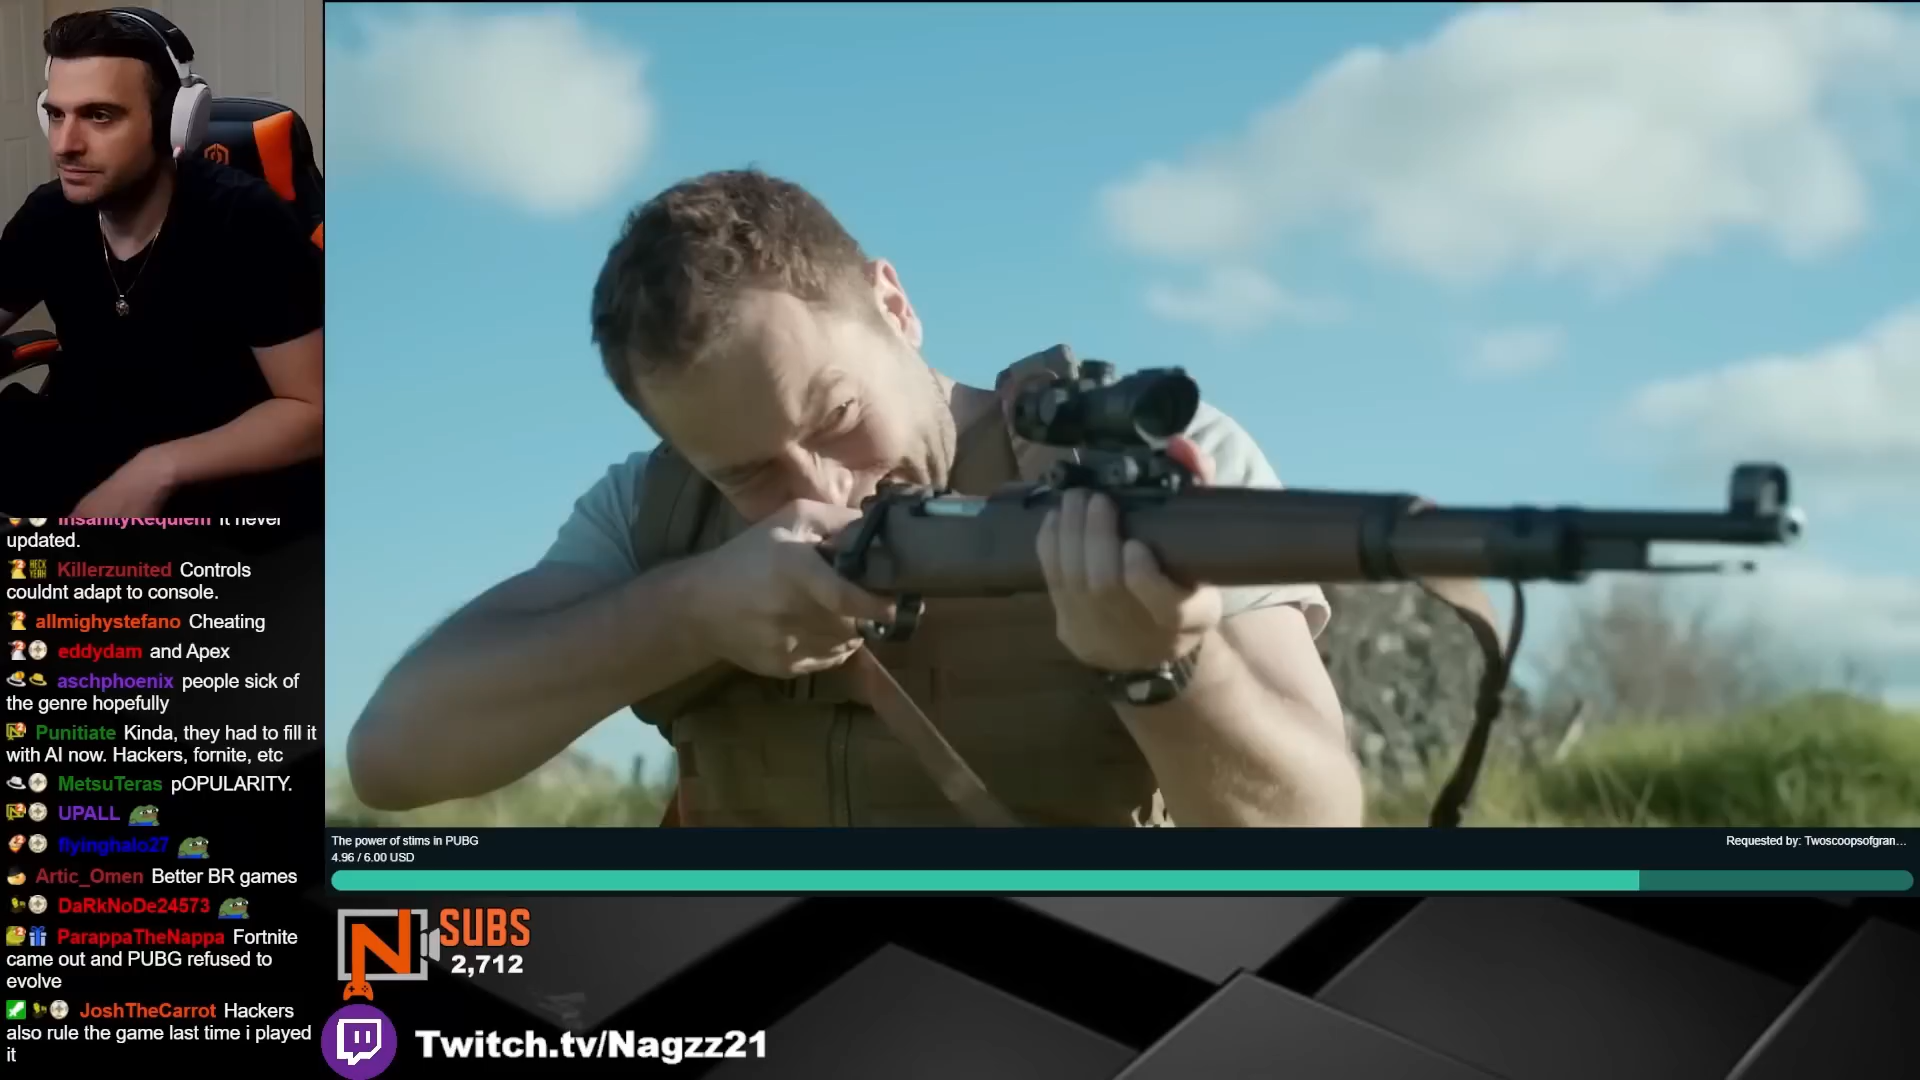 InsanityRequiem it never
updated.
Killerzunited Controls
couldnt adapt to console.
allmighystefano Cheating
eddydam and Apex
aschphoenix people sick of
the genre hopefully
Punitiate Kinda, they had to fill it
with AI now. Hackers, fornite, etc
MetsuTeras pOPULARITY.
UPALL
flyinghalo27
Artic_Omen Better BR games
DaRkNoDe24573
ParappaTheNappa Fortnite
came out and PUBG refused to
evolve
JoshTheCarrot Hackers
also rule the game last time i played
it
The power of stims in PUBG
4.96 / 6.00 USD
Requested by: Twoscoopsofgran...
N SUBS
2,712
Twitch.tv/Nagzz21